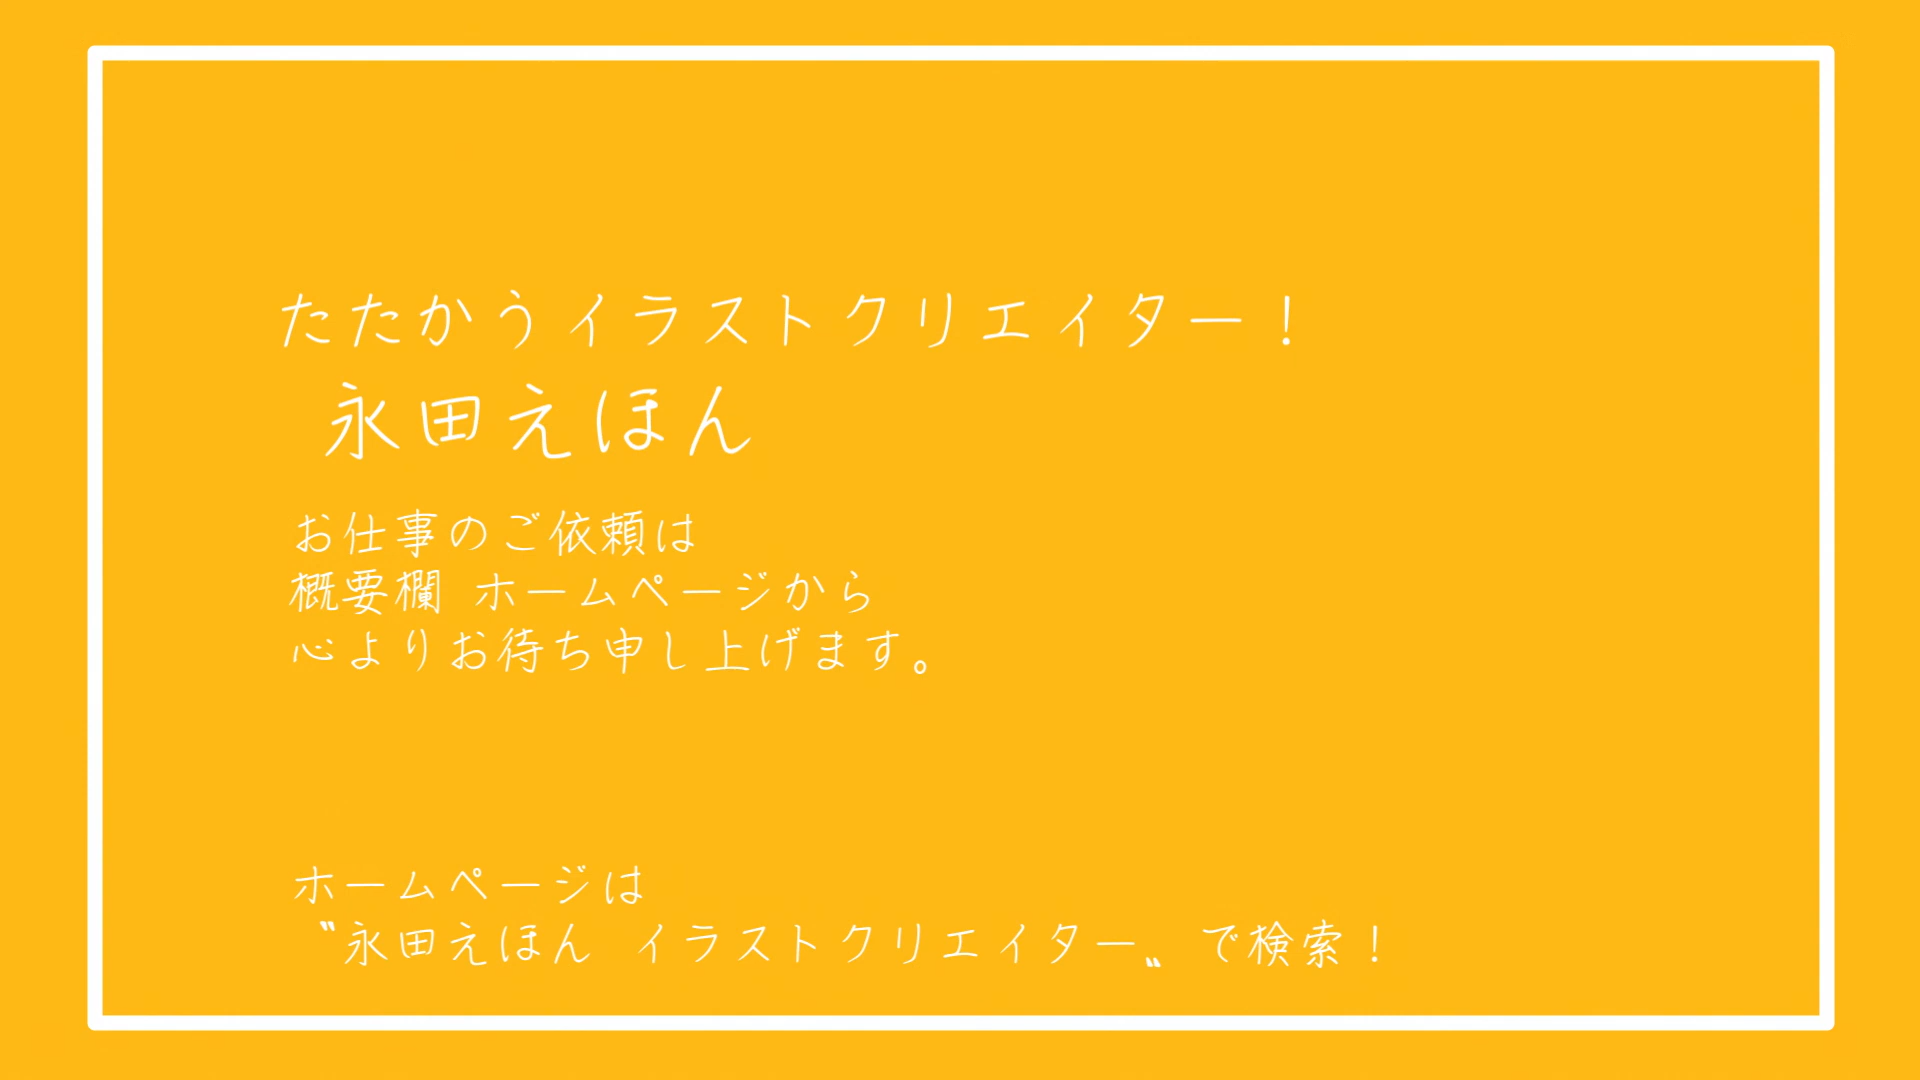 たたかうイラストクリエイター！
永田えほん
お仕事のご依頼は
概要欄 ホームページから
心よりお待ち申し上げます。
ホームページは
〝永田えほん イラストクリエイター〟で検索！